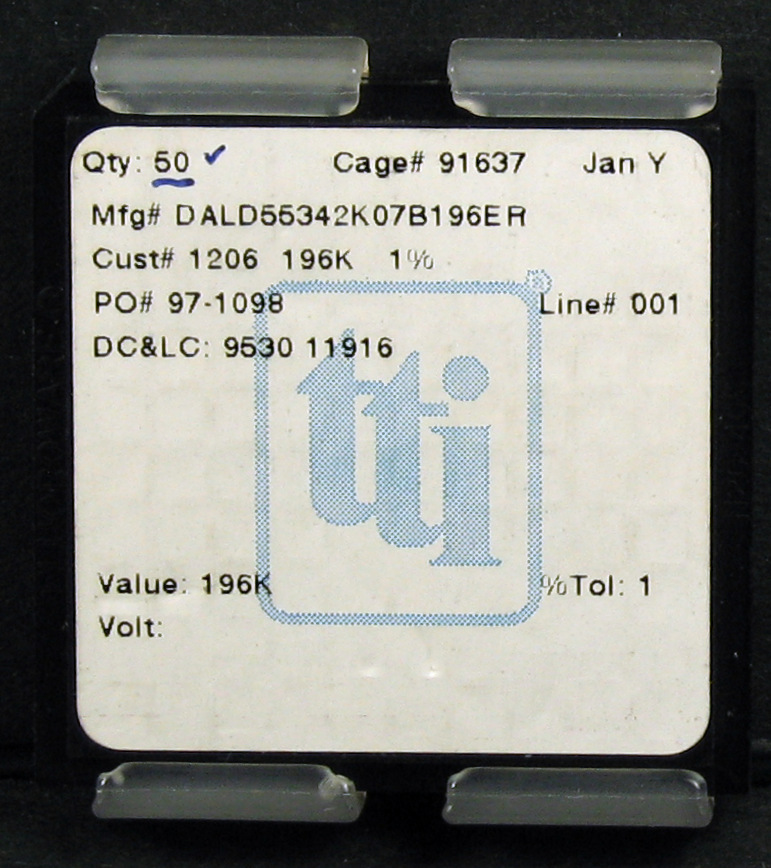 Qty: 50 ✓ Cage# 91637 Jan Y
Mfg# DALD55342K07B196ER
Cust# 1206 196K 1%
PO# 97-1098 Line# 001
DC&LC: 9530 11916
tti ®
Value: 196K %Tol: 1
Volt: